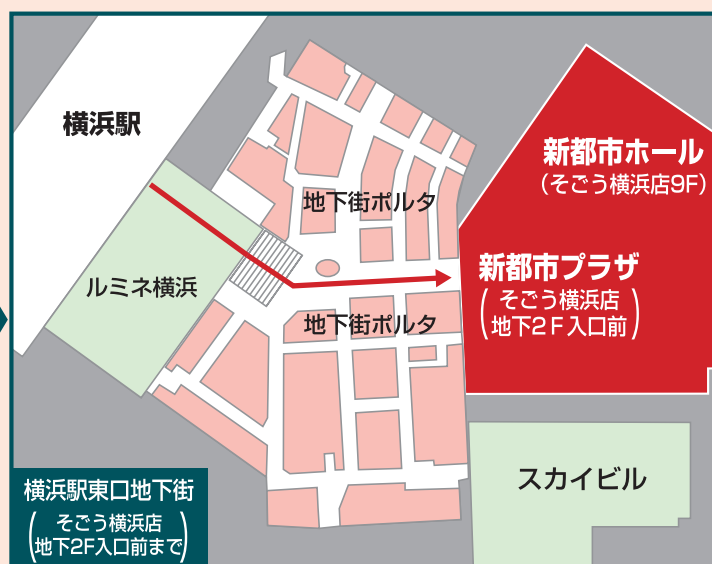 横浜駅
新都市ホール
（そごう横浜店9F）
地下街ポルタ
新都市プラザ
（そごう横浜店
地下2F入口前）
ルミネ横浜
地下街ポルタ
スカイビル
横浜駅東口地下街
（そごう横浜店
地下2F入口前まで）